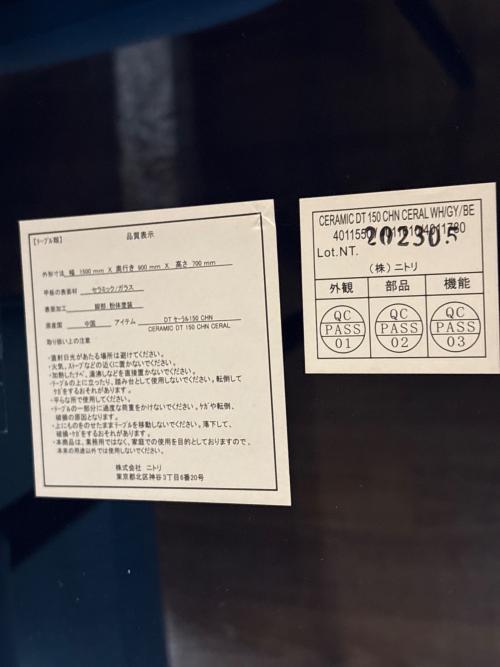 【テーブル類】 品質表示
外形寸法 幅 1500 mm X 奥行き 900 mm X 高さ 700 mm
甲板の表面材 セラミック/ガラス
表面加工 脚部:粉体塗装
原産国 中国 アイテム DT セーラル150 CHN
CERAMIC DT 150 CHN CERAL
取り扱い上の注意
・直射日光があたる場所は避けてください。
・火気、ストーブなどの近くに置かないでください。
・加熱したナベ、湯沸しなどを直接置かないでください。
・テーブルの上に立ったり、踏み台として使用しないでください。転倒して
ケガをするおそれがあります。
・平らな所で使用してください。
・テーブルの一部分に過度な荷重をかけないでください。ケガや転倒、
破損の原因となります。
・上にものをのせたままテーブルを移動しないでください。落下して、
破損・ケガをするおそれがあります。
・本商品は、業務用ではなく、家庭での使用を目的としておりますので、
本来の用途以外では使用しないでください。
株式会社 ニトリ
東京都北区神谷3丁目6番20号
CERAMIC DT 150 CHN CERAL WH/GY/BE
202305
Lot.NT.
(株) ニトリ
外観 部品 機能
QC PASS 01
QC PASS 02
QC PASS 03